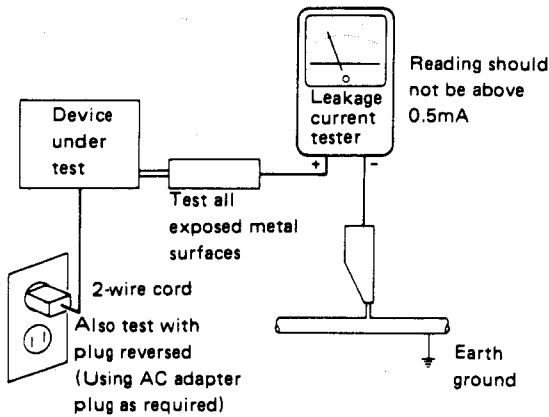 Reading should
not be above
0.5mA
Leakage
current
tester
+
-
Device
under
test
Test all
exposed metal
surfaces
2-wire cord
Also test with
plug reversed
(Using AC adapter
plug as required)
Earth
ground